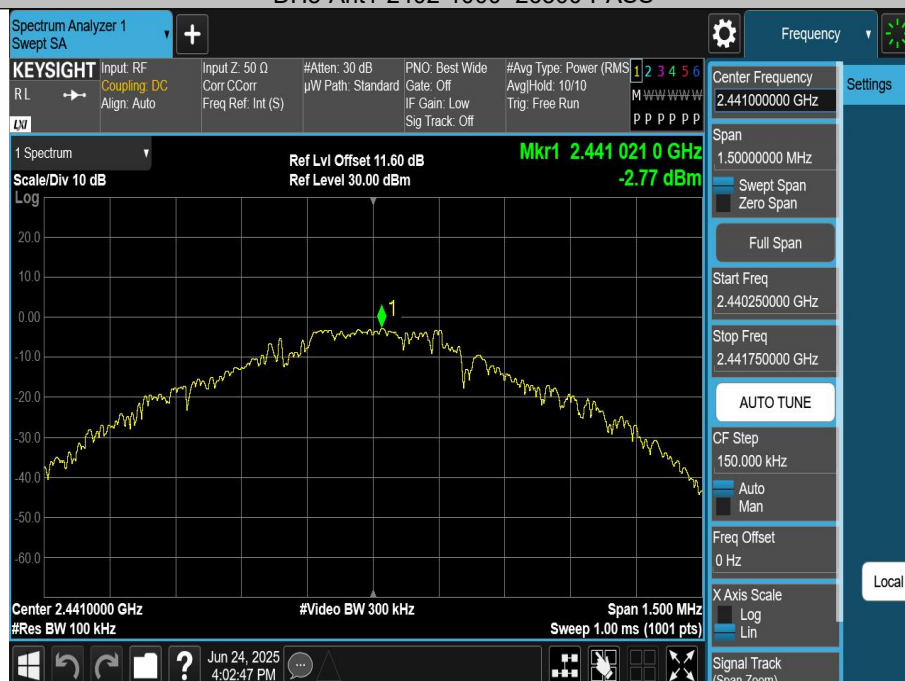 Spectrum Analyzer 1
Swept SA
Frequency
KEYSIGHT
RL
LXI
Input: RF
Coupling: DC
Align: Auto
Input Z: 50 Ω
Corr CCorr
Freq Ref: Int (S)
#Atten: 30 dB
µW Path: Standard
PNO: Best Wide
Gate: Off
IF Gain: Low
Sig Track: Off
#Avg Type: Power (RMS
Avg|Hold: 10/10
Trig: Free Run
1 2 3 4 5 6
M W W W W W
P P P P P P
1 Spectrum
Scale/Div 10 dB
Log
Ref Lvl Offset 11.60 dB
Ref Level 30.00 dBm
Mkr1 2.441 021 0 GHz
-2.77 dBm
20.0
10.0
0.00
-10.0
-20.0
-30.0
-40.0
-50.0
-60.0
1
Center 2.4410000 GHz
#Res BW 100 kHz
#Video BW 300 kHz
Span 1.500 MHz
Sweep 1.00 ms (1001 pts)
Jun 24, 2025
4:02:47 PM
Center Frequency
2.441000000 GHz
Settings
Span
1.50000000 MHz
Swept Span
Zero Span
Full Span
Start Freq
2.440250000 GHz
Stop Freq
2.441750000 GHz
AUTO TUNE
CF Step
150.000 kHz
Auto
Man
Freq Offset
0 Hz
Local
X Axis Scale
Log
Lin
Signal Track
(Span Zoom)